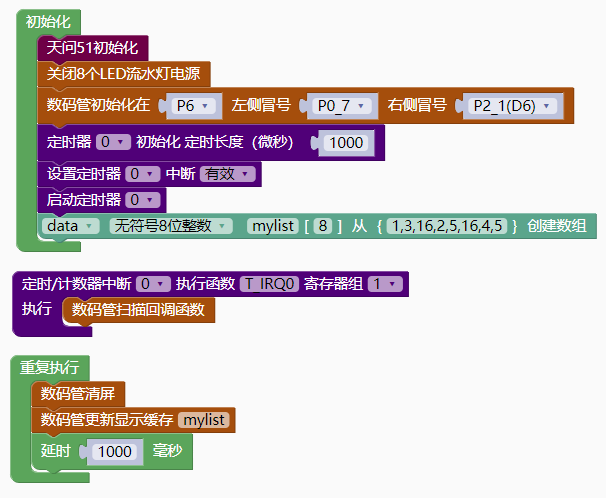 初始化
天问51初始化
关闭8个LED流水灯电源
数码管初始化在 P6 左侧冒号 P0_7 右侧冒号 P2_1(D6)
定时器 0 初始化 定时长度（微秒） 1000
设置定时器 0 中断 有效
启动定时器 0
data 无符号8位整数 mylist [ 8 ] 从 { 1,3,16,2,5,16,4,5 } 创建数组
定时/计数器中断 0 执行函数 T_IRQ0 寄存器组 1
执行 数码管扫描回调函数
重复执行
数码管清屏
数码管更新显示缓存 mylist
延时 1000 毫秒